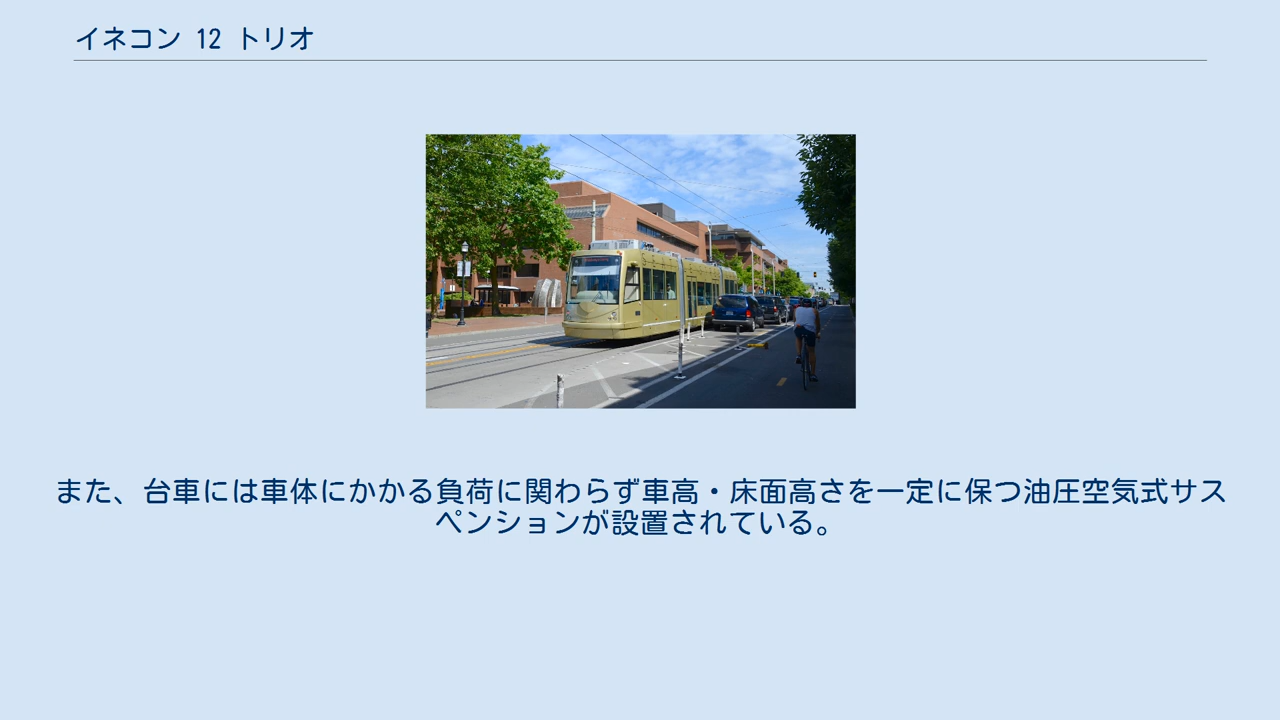 イネコン 12 トリオ
また、台車には車体にかかる負荷に関わらず車高・床面高さを一定に保つ油圧空気式サス
ペンションが設置されている。